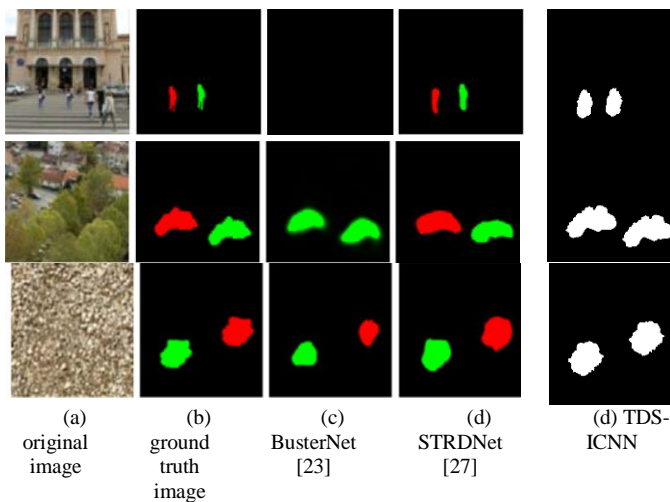 (a) original image
(b) ground truth image
(c) BusterNet [23]
(d) STRDNet [27]
(d) TDS-ICNN